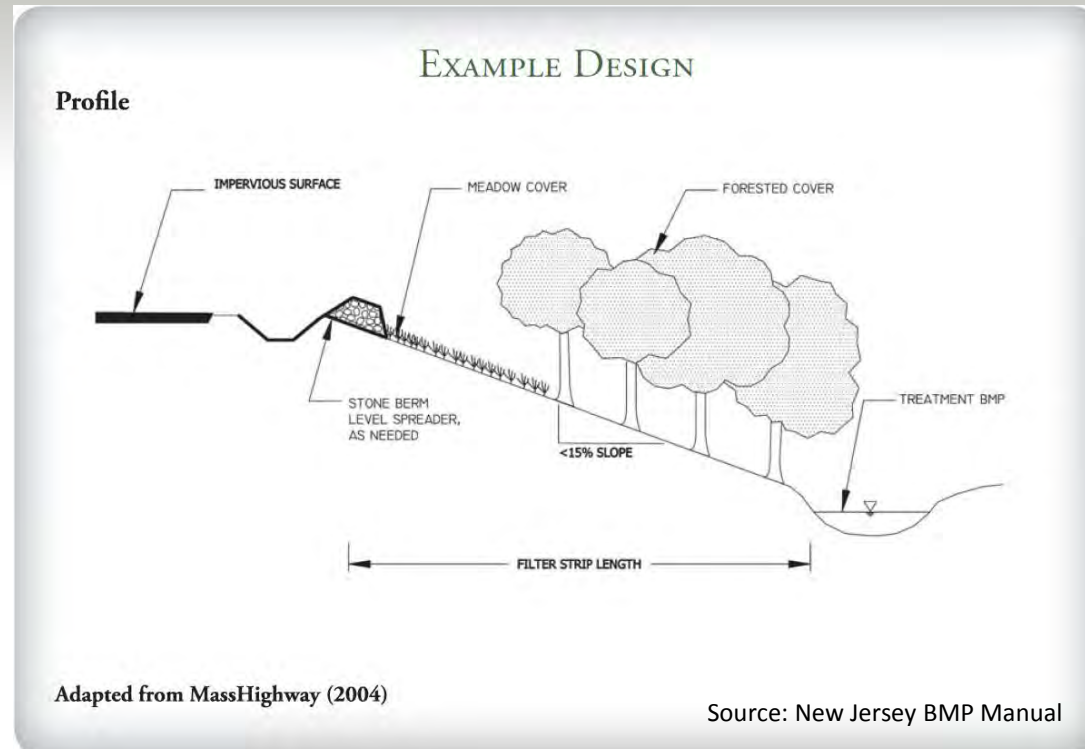 EXAMPLE DESIGN
Profile
IMPERVIOUS SURFACE
MEADOW COVER
FORESTED COVER
STONE BERM
LEVEL SPREADER,
AS NEEDED
<15% SLOPE
TREATMENT BMP
FILTER STRIP LENGTH
Adapted from MassHighway (2004)
Source: New Jersey BMP Manual